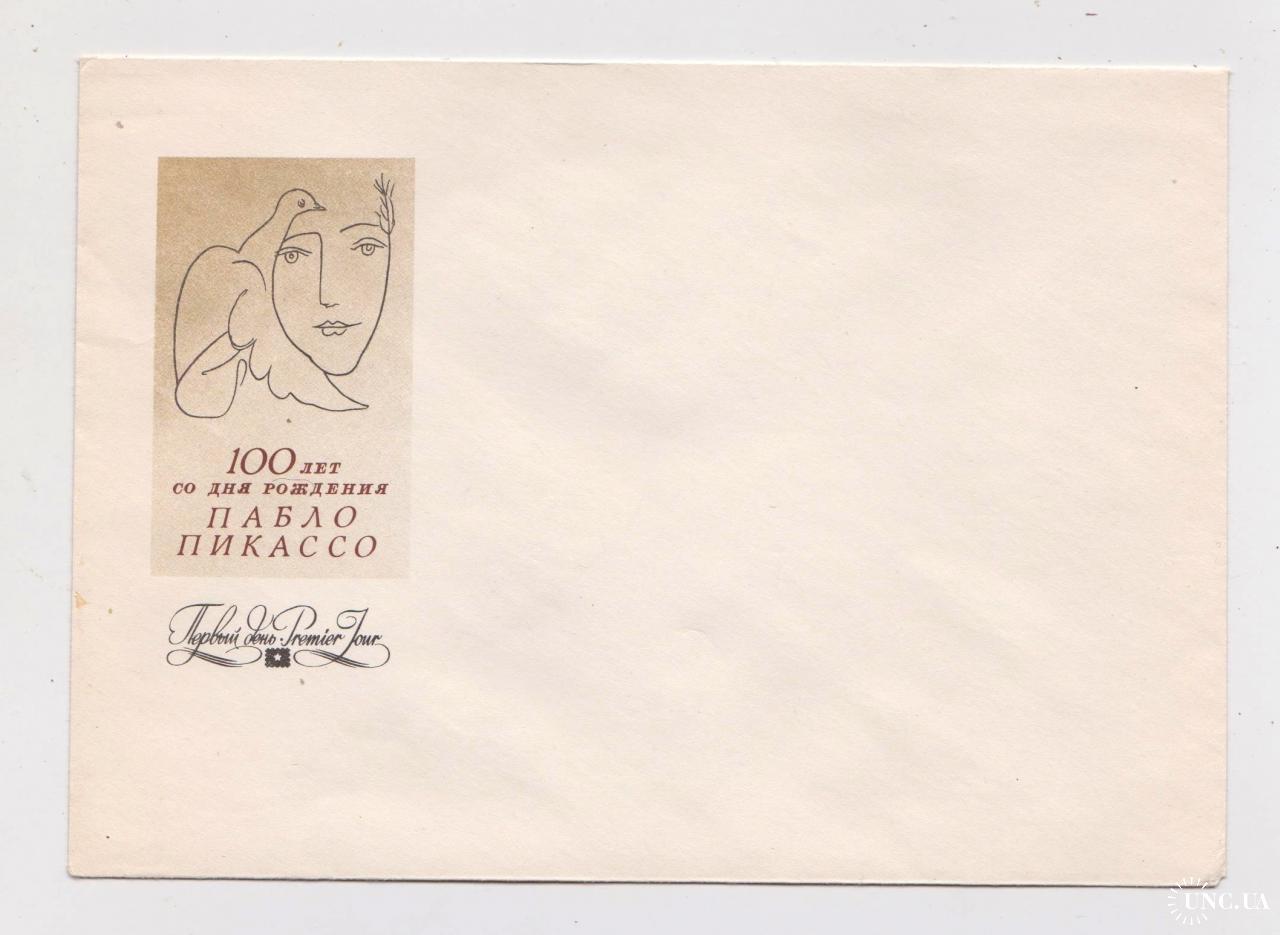 100 ЛЕТ
СО ДНЯ РОЖДЕНИЯ
ПАБЛО
ПИКАССО
Первый день · Premier Jour
UNC.UA